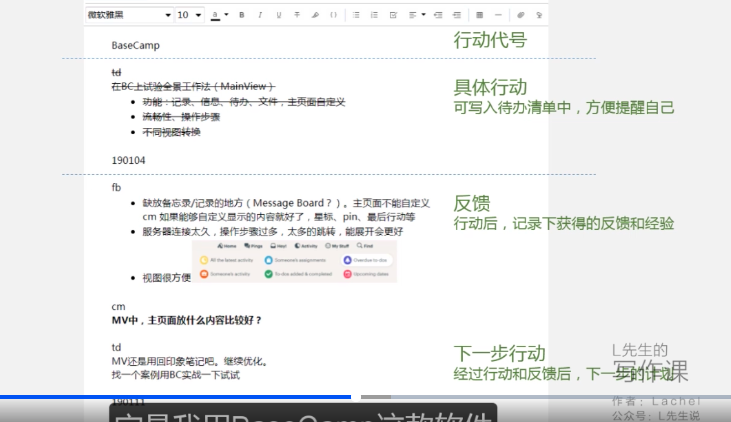 微软雅黑 10
BaseCamp
行动代号
td
在BC上试验全景工作法（MainView）
具体行动
功能：记录、信息、待办、文件，主页面自定义
可写入待办清单中，方便提醒自己
流畅性、操作步骤
不同视图转换
190104
fb
反馈
缺放备忘录/记录的地方（Message Board？）。主页面不能自定义
cm 如果能够自定义显示的内容就好了，星标、pin、最后行动等
行动后，记录下获得的反馈和经验
服务器连接太久，操作步骤过多，太多的跳转，能展开会更好
Home Pings Hey! Activity My Stuff Find
All the latest activity Someone's assignments Overdue to-dos
Someone's activity To-dos added & completed Upcoming dates
视图很方便
cm
MV中，主页面放什么内容比较好？
td
下一步行动
MV还是用回印象笔记吧。继续优化。
经过行动和反馈后，下一步的计划
找一个案例用BC实战一下试试
L先生的
写作课
190111
作者：Lachel
公众号：L先生说
这是我用BaseCamp这款软件